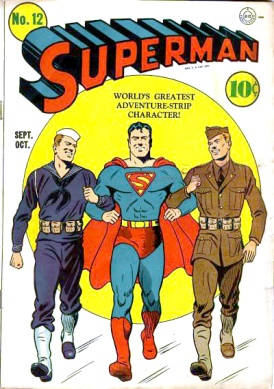 No. 12
SUPERMAN
10¢
WORLD'S GREATEST
ADVENTURE-STRIP
CHARACTER!
SEPT.
OCT.
S